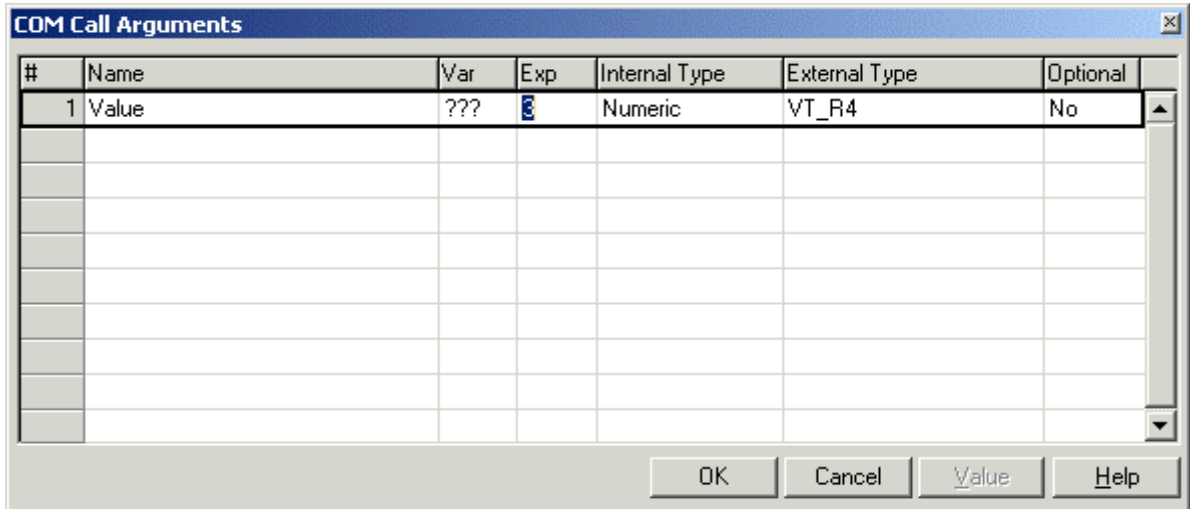 COM Call Arguments
# Name Var Exp Internal Type External Type Optional
1 Value ??? 3 Numeric VT_R4 No
OK Cancel Value Help